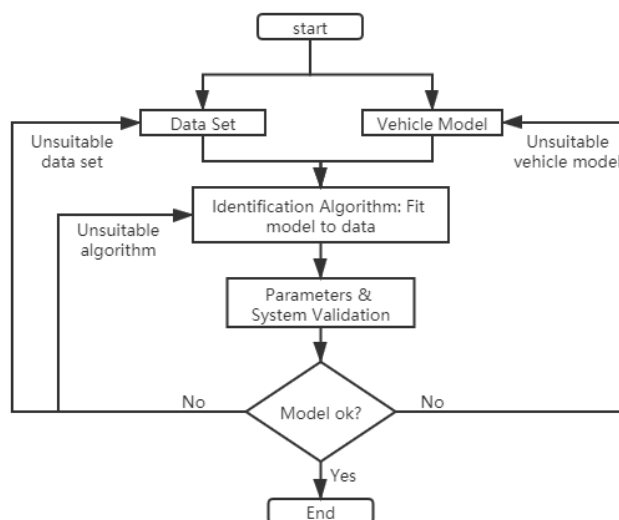 start
Data Set
Vehicle Model
Unsuitable
data set
Unsuitable
vehicle model
Identification Algorithm: Fit
model to data
Unsuitable
algorithm
Parameters &
System Validation
No
Model ok?
No
Yes
End